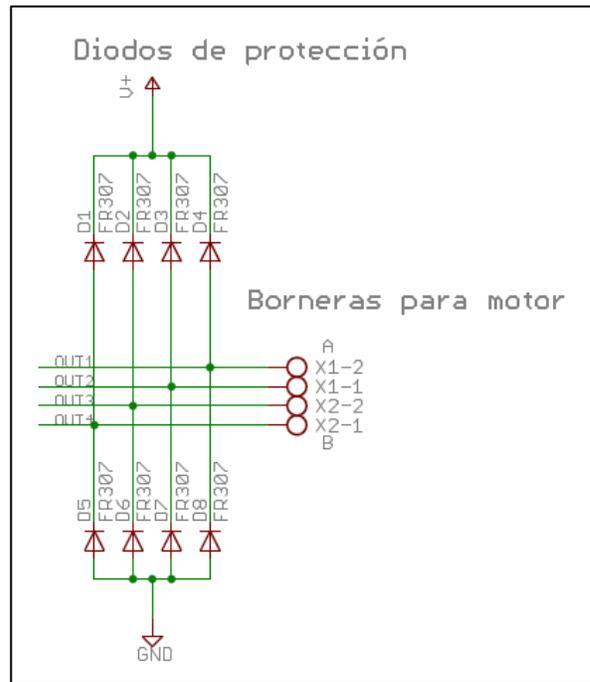 Diodos de protección
V+
D1 FR307
D2 FR307
D3 FR307
D4 FR307
Borneras para motor
A
OUT1 X1-2
OUT2 X1-1
OUT3 X2-2
OUT4 X2-1
B
D5 FR307
D6 FR307
D7 FR307
D8 FR307
GND